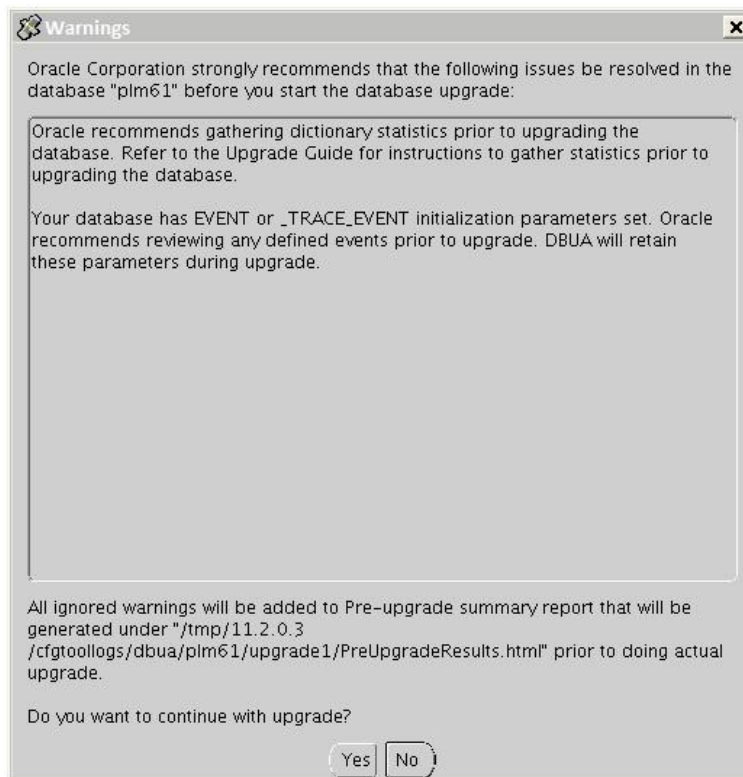 Warnings
Oracle Corporation strongly recommends that the following issues be resolved in the
database "plm61" before you start the database upgrade:
Oracle recommends gathering dictionary statistics prior to upgrading the
database. Refer to the Upgrade Guide for instructions to gather statistics prior to
upgrading the database.
Your database has EVENT or _TRACE_EVENT initialization parameters set. Oracle
recommends reviewing any defined events prior to upgrade. DBUA will retain
these parameters during upgrade.
All ignored warnings will be added to Pre-upgrade summary report that will be
generated under "/tmp/11.2.0.3
/cfgtoollogs/dbua/plm61/upgrade1/PreUpgradeResults.html" prior to doing actual
upgrade.
Do you want to continue with upgrade?
Yes No